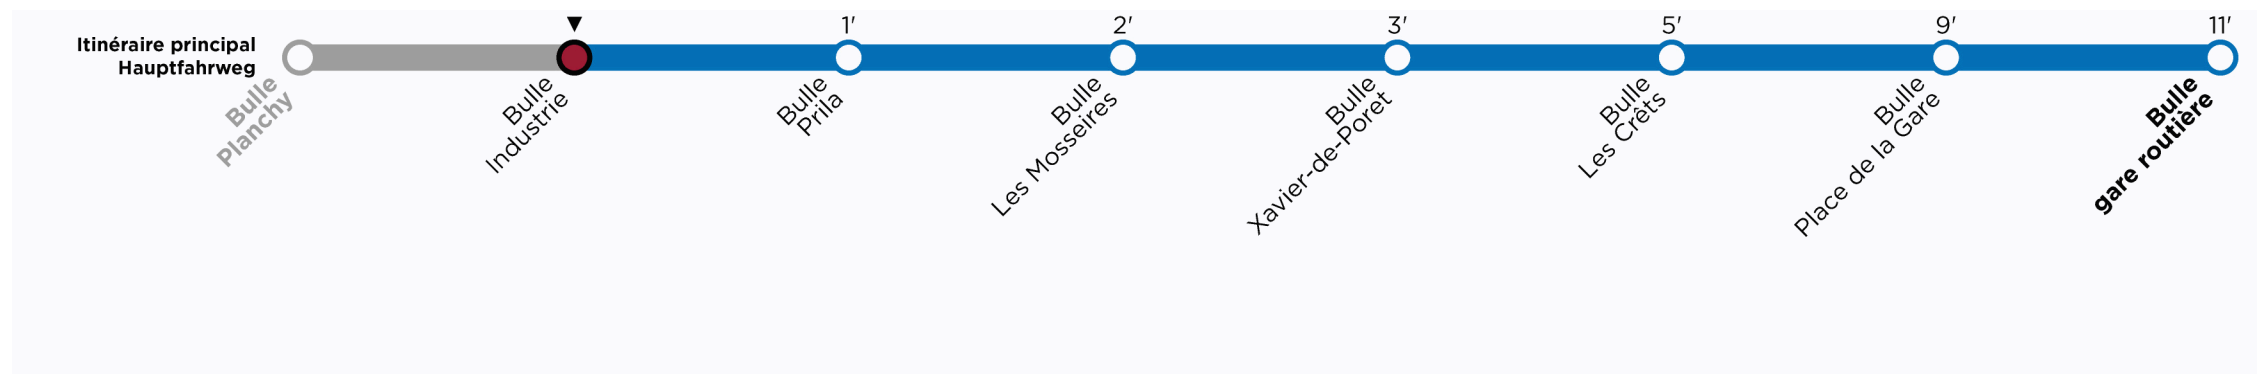 ▼ 1' 2' 3' 5' 9' 11'
Itinéraire principal
Hauptfahrweg
Bulle
Planchy
Bulle
Industrie
Bulle
Prila
Bulle
Les Mosseires
Bulle
Xavier-de-Poret
Bulle
Les Crêts
Bulle
Place de la Gare
Bulle
gare routière